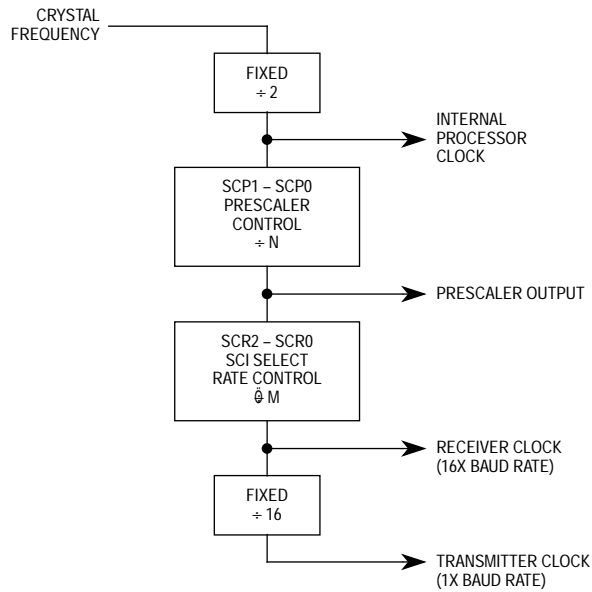 CRYSTAL
FREQUENCY
FIXED
÷ 2
INTERNAL
PROCESSOR
CLOCK
SCP1 – SCP0
PRESCALER
CONTROL
÷ N
PRESCALER OUTPUT
SCR2 – SCR0
SCI SELECT
RATE CONTROL
M
RECEIVER CLOCK
(16X BAUD RATE)
FIXED
÷ 16
TRANSMITTER CLOCK
(1X BAUD RATE)